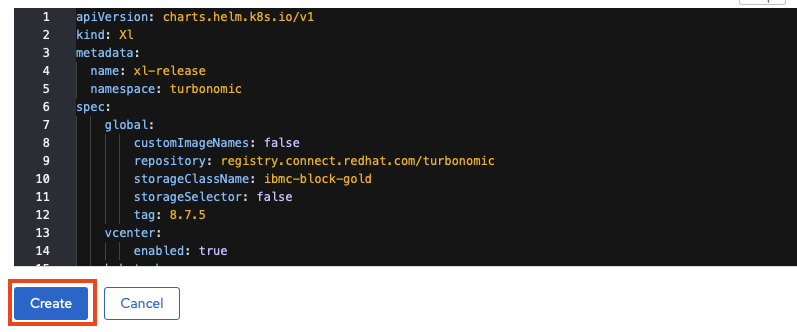 1 apiVersion: charts.helm.k8s.io/v1
2 kind: Xl
3 metadata:
4 name: xl-release
5 namespace: turbonomic
6 spec:
7 global:
8 customImageNames: false
9 repository: registry.connect.redhat.com/turbonomic
10 storageClassName: ibmc-block-gold
11 storageSelector: false
12 tag: 8.7.5
13 vcenter:
14 enabled: true
Create Cancel